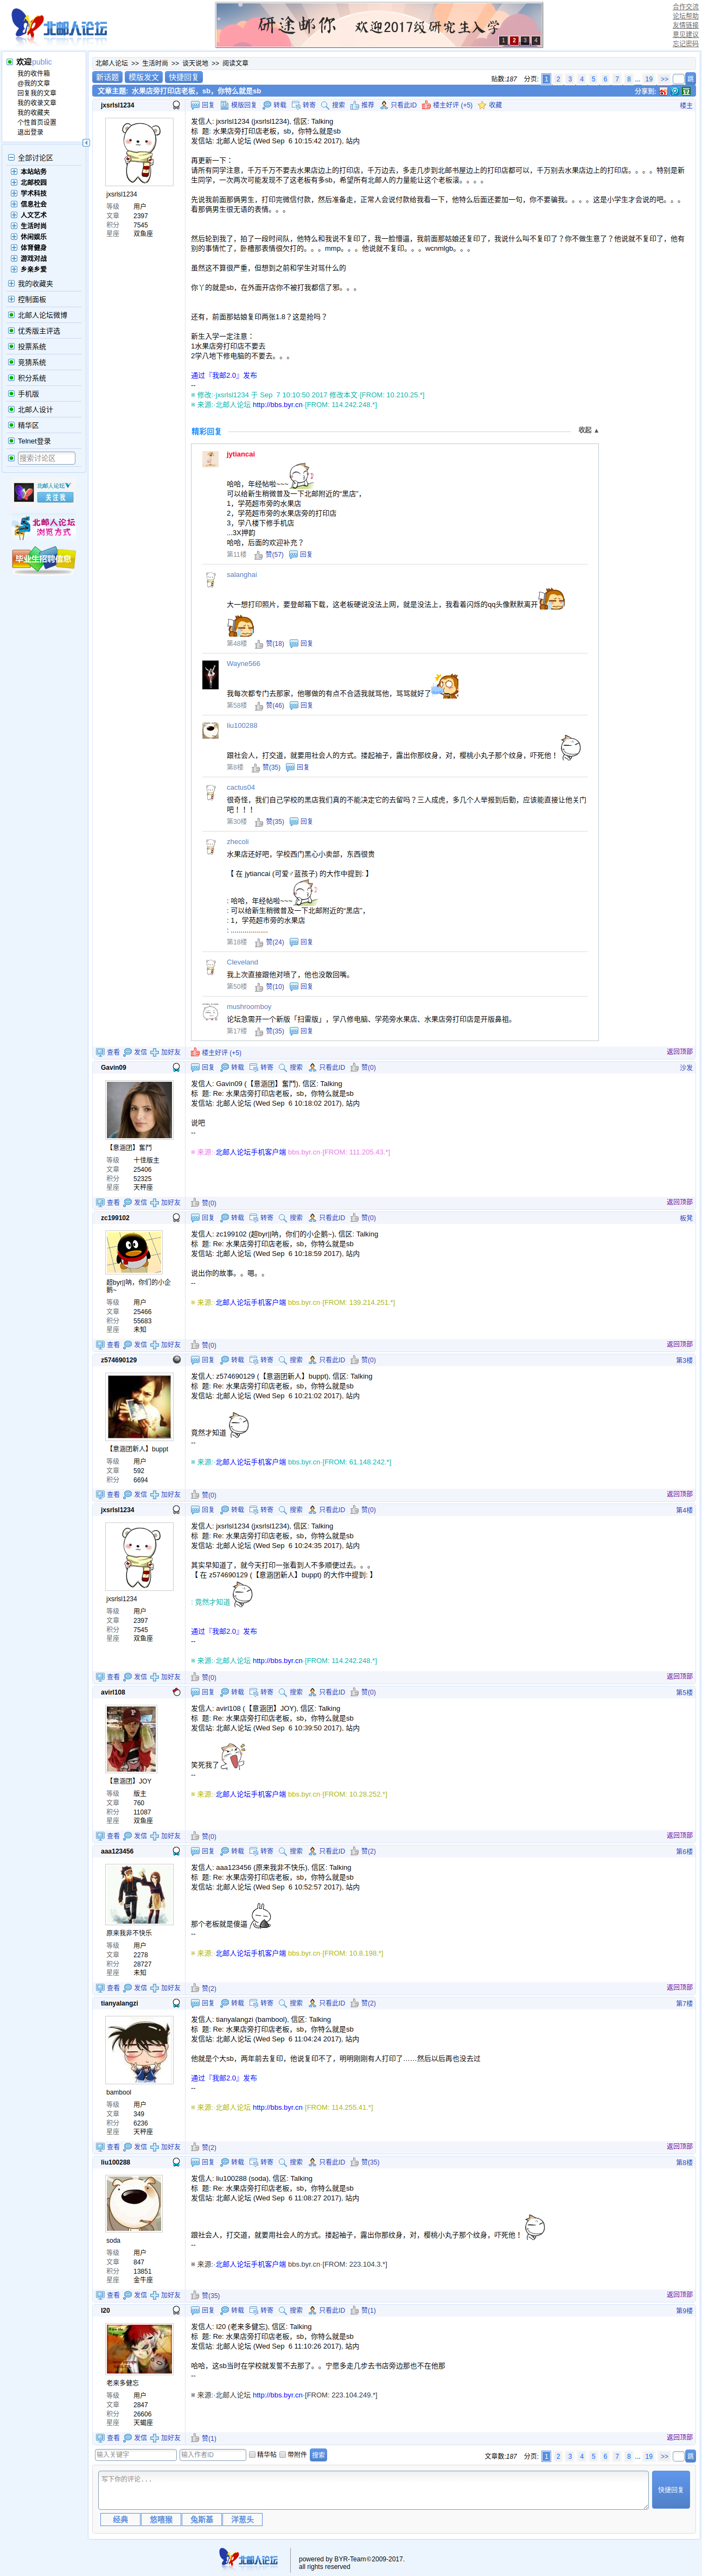 北邮人论坛
研途邮你 欢迎2017级研究生入学
1 2 3 4
合作交流
论坛帮助
友情链接
意见建议
忘记密码
欢迎public
我的收件箱
@我的文章
回复我的文章
我的收录文章
我的收藏夹
个性首页设置
退出登录
全部讨论区
本站站务
北邮校园
学术科技
信息社会
人文艺术
生活时尚
休闲娱乐
体育健身
游戏对战
乡亲乡爱
我的收藏夹
控制面板
北邮人论坛微博
优秀版主评选
投票系统
竞猜系统
积分系统
手机版
北邮人设计
精华区
Telnet登录
搜索讨论区
北邮人论坛
关注我
北邮人论坛
浏览方式
毕业生招聘信息
北邮人论坛 >> 生活时尚 >> 谈天说地 >> 阅读文章
新话题 模版发文 快捷回复
贴数:187 分页: 1 2 3 4 5 6 7 8 ... 19 >> 跳
文章主题: 水果店旁打印店老板，sb，你特么就是sb
分享到:
jxsrlsl1234
回复 模版回复 转载 转寄 搜索 推荐 只看此ID 楼主好评 (+5) 收藏
楼主
jxsrlsl1234
等级 用户
文章 2397
积分 7545
星座 双鱼座
发信人: jxsrlsl1234 (jxsrlsl1234), 信区: Talking
标 题: 水果店旁打印店老板，sb，你特么就是sb
发信站: 北邮人论坛 (Wed Sep 6 10:15:42 2017), 站内
再更新一下：
请所有同学注意，千万千万不要去水果店边上的打印店，千万边去，多走几步到北邮书屋边上的打印店都可以，千万别去水果店边上的打印店。。。。特别是新生同学，一次两次可能发现不了这老板有多sb，希望所有北邮人的力量能让这个老板滚。。。。
先说我前面那俩男生，打印完微信付款，然后准备走，正常人会说付款给我看一下，他特么后面还要加一句，你不要骗我。。。。这是小学生才会说的吧。。。看那俩男生很无语的表情。。。
然后轮到我了，拍了一段时间队，他特么和我说不复印了，我一脸懵逼，我前面那姑娘还复印了，我说什么叫不复印了？你不做生意了？他说就不复印了，他有别的事情忙了，卧槽那表情很欠打的。。。mmp。。。他说就不复印。。。wcnmlgb。。。
虽然这不算很严重，但想到之前和学生对骂什么的
你丫的就是sb，在外面开店你不被打我都信了邪。。。
还有，前面那姑娘复印两张1.8？这是抢吗？
新生入学一定注意：
1水果店旁打印店不要去
2学八地下修电脑的不要去。。。
通过『我邮2.0』发布
--
※ 修改:·jxsrlsl1234 于 Sep 7 10:10:50 2017 修改本文·[FROM: 10.210.25.*]
※ 来源:·北邮人论坛 http://bbs.byr.cn·[FROM: 114.242.248.*]
精彩回复
收起 ▲
jytiancai
哈哈，年经帖啦~~~
可以给新生稍微普及一下北邮附近的“黑店”，
1，学苑超市旁的水果店
2，学苑超市旁的水果店旁的打印店
3，学八楼下修手机店
...3X押韵
哈哈，后面的欢迎补充？
第11楼 赞(57) 回复
salanghai
大一想打印照片，要登邮箱下载，这老板硬说没法上网，就是没法上，我看着闪烁的qq头像默默离开
第48楼 赞(18) 回复
Wayne566
我每次都专门去那家，他哪做的有点不合适我就骂他，骂骂就好了
第58楼 赞(46) 回复
liu100288
跟社会人，打交道，就要用社会人的方式。搂起袖子，露出你那纹身，对，樱桃小丸子那个纹身，吓死他！
第8楼 赞(35) 回复
cactus04
很奇怪，我们自己学校的黑店我们真的不能决定它的去留吗？三人成虎，多几个人举报到后勤，应该能直接让他关门吧！！！
第30楼 赞(35) 回复
zhecoli
水果店还好吧，学校西门黑心小卖部，东西很贵
【 在 jytiancai (可爱♂蓝孩子) 的大作中提到: 】
: 哈哈，年经帖啦~~~
: 可以给新生稍微普及一下北邮附近的“黑店”，
: 1，学苑超市旁的水果店
: ...................
第18楼 赞(24) 回复
Cleveland
我上次直接跟他对喷了，他也没敢回嘴。
第50楼 赞(10) 回复
mushroomboy
论坛急需开一个新版「扫雷版」，学八修电脑、学苑旁水果店、水果店旁打印店是开版鼻祖。
第17楼 赞(35) 回复
查看 发信 加好友 楼主好评 (+5) 返回顶部
Gavin09
回复 转载 转寄 搜索 只看此ID 赞(0)
沙发
【意涵团】奮鬥
等级 十佳版主
文章 25406
积分 52325
星座 天秤座
发信人: Gavin09 (【意涵团】奮鬥), 信区: Talking
标 题: Re: 水果店旁打印店老板，sb，你特么就是sb
发信站: 北邮人论坛 (Wed Sep 6 10:18:02 2017), 站内
说吧
--
※ 来源:·北邮人论坛手机客户端 bbs.byr.cn·[FROM: 111.205.43.*]
查看 发信 加好友 赞(0) 返回顶部
zc199102
回复 转载 转寄 搜索 只看此ID 赞(0)
板凳
超byrj|呐，你们的小企鹅~
等级 用户
文章 25466
积分 55683
星座 未知
发信人: zc199102 (超byrj|呐，你们的小企鹅~), 信区: Talking
标 题: Re: 水果店旁打印店老板，sb，你特么就是sb
发信站: 北邮人论坛 (Wed Sep 6 10:18:59 2017), 站内
说出你的故事。。嗯。。
--
※ 来源:·北邮人论坛手机客户端 bbs.byr.cn·[FROM: 139.214.251.*]
查看 发信 加好友 赞(0) 返回顶部
z574690129
回复 转载 转寄 搜索 只看此ID 赞(0)
第3楼
【意涵团新人】buppt
等级 用户
文章 592
积分 6694
发信人: z574690129 (【意涵团新人】buppt), 信区: Talking
标 题: Re: 水果店旁打印店老板，sb，你特么就是sb
发信站: 北邮人论坛 (Wed Sep 6 10:21:02 2017), 站内
竟然才知道
--
※ 来源:·北邮人论坛手机客户端 bbs.byr.cn·[FROM: 61.148.242.*]
查看 发信 加好友 赞(0) 返回顶部
jxsrlsl1234
回复 转载 转寄 搜索 只看此ID 赞(0)
第4楼
jxsrlsl1234
等级 用户
文章 2397
积分 7545
星座 双鱼座
发信人: jxsrlsl1234 (jxsrlsl1234), 信区: Talking
标 题: Re: 水果店旁打印店老板，sb，你特么就是sb
发信站: 北邮人论坛 (Wed Sep 6 10:24:35 2017), 站内
其实早知道了，就今天打印一张看到人不多顺便过去。。。
【 在 z574690129 (【意涵团新人】buppt) 的大作中提到: 】
: 竟然才知道
通过『我邮2.0』发布
--
※ 来源:·北邮人论坛 http://bbs.byr.cn·[FROM: 114.242.248.*]
查看 发信 加好友 赞(0) 返回顶部
avirl108
回复 转载 转寄 搜索 只看此ID 赞(0)
第5楼
【意涵团】JOY
等级 版主
文章 760
积分 11087
星座 双鱼座
发信人: avirl108 (【意涵团】JOY), 信区: Talking
标 题: Re: 水果店旁打印店老板，sb，你特么就是sb
发信站: 北邮人论坛 (Wed Sep 6 10:39:50 2017), 站内
笑死我了
--
※ 来源:·北邮人论坛手机客户端 bbs.byr.cn·[FROM: 10.28.252.*]
查看 发信 加好友 赞(0) 返回顶部
aaa123456
回复 转载 转寄 搜索 只看此ID 赞(2)
第6楼
原来我非不快乐
等级 用户
文章 2278
积分 28727
星座 未知
发信人: aaa123456 (原来我非不快乐), 信区: Talking
标 题: Re: 水果店旁打印店老板，sb，你特么就是sb
发信站: 北邮人论坛 (Wed Sep 6 10:52:57 2017), 站内
那个老板就是傻逼
--
※ 来源:·北邮人论坛手机客户端 bbs.byr.cn·[FROM: 10.8.198.*]
查看 发信 加好友 赞(2) 返回顶部
tianyalangzi
回复 转载 转寄 搜索 只看此ID 赞(2)
第7楼
bambool
等级 用户
文章 349
积分 6236
星座 天秤座
发信人: tianyalangzi (bambool), 信区: Talking
标 题: Re: 水果店旁打印店老板，sb，你特么就是sb
发信站: 北邮人论坛 (Wed Sep 6 11:04:24 2017), 站内
他就是个大sb，两年前去复印，他说复印不了，明明刚刚有人打印了……然后以后再也没去过
通过『我邮2.0』发布
--
※ 来源:·北邮人论坛 http://bbs.byr.cn·[FROM: 114.255.41.*]
查看 发信 加好友 赞(2) 返回顶部
liu100288
回复 转载 转寄 搜索 只看此ID 赞(35)
第8楼
soda
等级 用户
文章 847
积分 13851
星座 金牛座
发信人: liu100288 (soda), 信区: Talking
标 题: Re: 水果店旁打印店老板，sb，你特么就是sb
发信站: 北邮人论坛 (Wed Sep 6 11:08:27 2017), 站内
跟社会人，打交道，就要用社会人的方式。搂起袖子，露出你那纹身，对，樱桃小丸子那个纹身，吓死他！
--
※ 来源:·北邮人论坛手机客户端 bbs.byr.cn·[FROM: 223.104.3.*]
查看 发信 加好友 赞(35) 返回顶部
l20
回复 转载 转寄 搜索 只看此ID 赞(1)
第9楼
老来多健忘
等级 用户
文章 2847
积分 26606
星座 天蝎座
发信人: l20 (老来多健忘), 信区: Talking
标 题: Re: 水果店旁打印店老板，sb，你特么就是sb
发信站: 北邮人论坛 (Wed Sep 6 11:10:26 2017), 站内
哈哈，这sb当时在学校就发誓不去那了。。宁愿多走几步去书店旁边那也不在他那
--
※ 来源:·北邮人论坛 http://bbs.byr.cn·[FROM: 223.104.249.*]
查看 发信 加好友 赞(1) 返回顶部
输入关键字 输入作者ID 精华帖 带附件 搜索
文章数:187 分页: 1 2 3 4 5 6 7 8 ... 19 >> 跳
写下你的评论...
快捷回复
经典 悠嘻猴 兔斯基 洋葱头
北邮人论坛
powered by BYR-Team©2009-2017.
all rights reserved